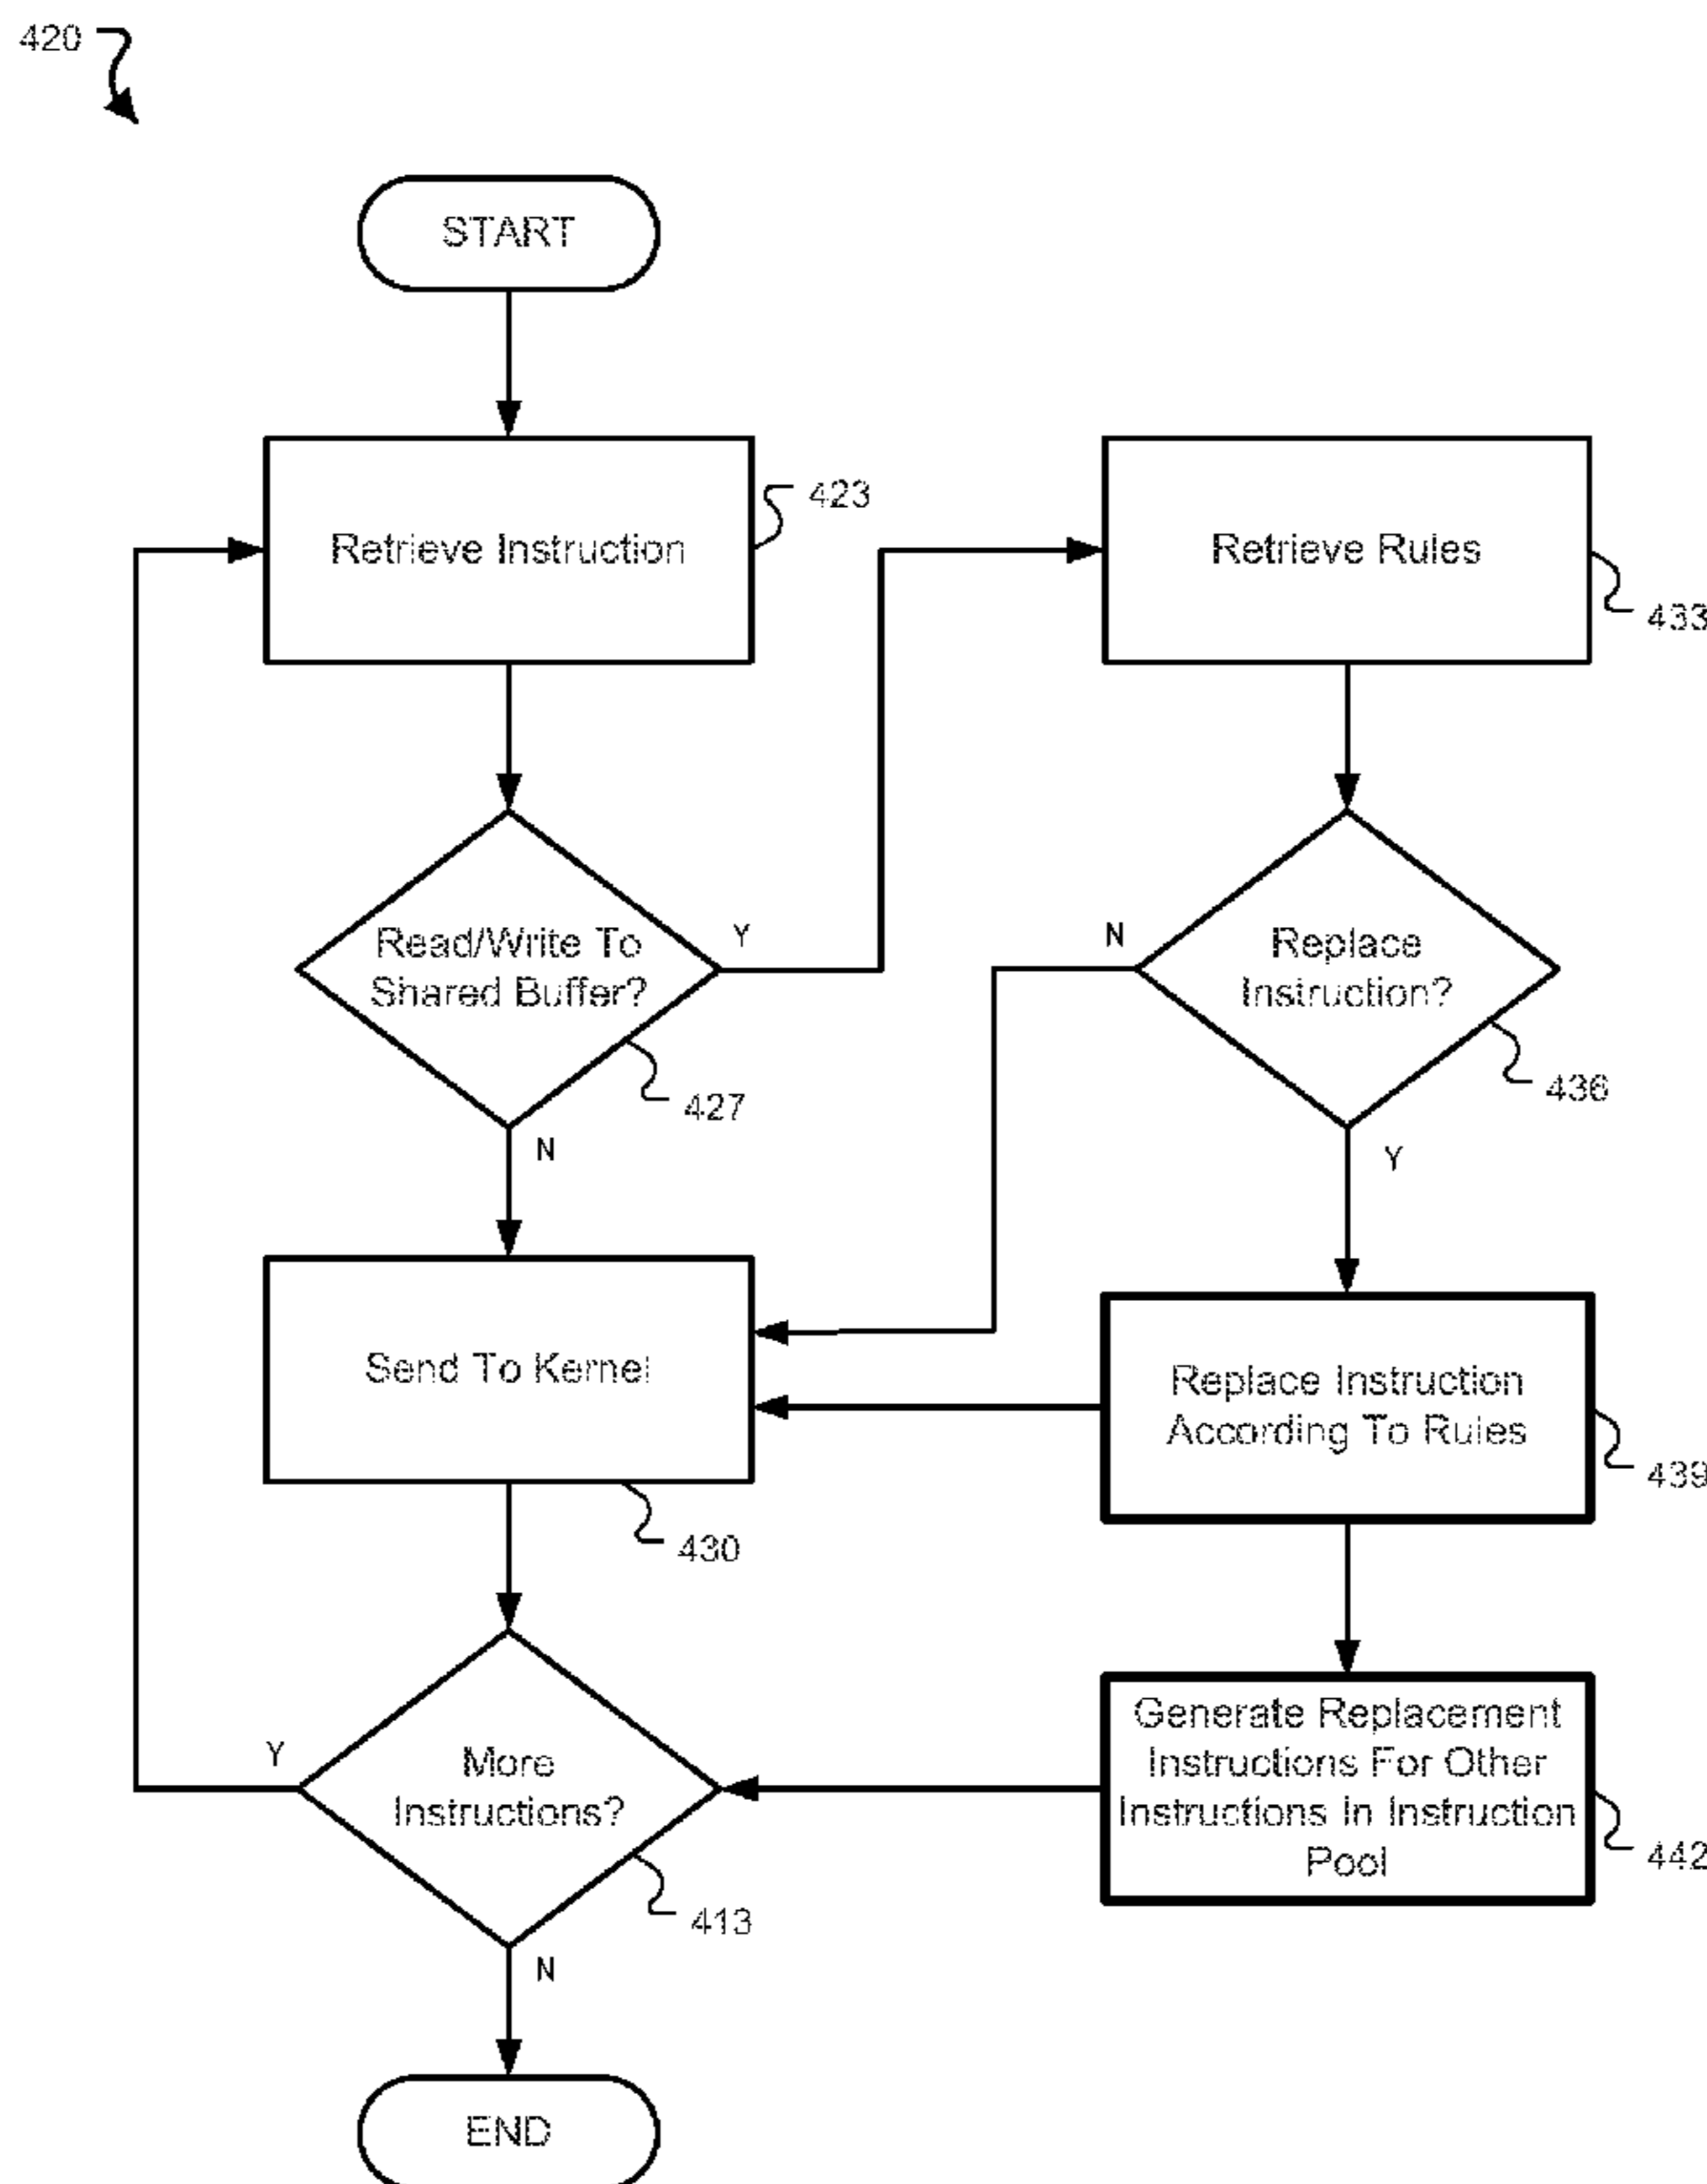 420
START
Retrieve Instruction
423
Retrieve Rules
433
Read/Write To
Shared Buffer?
Y
N
427
Replace
Instruction?
N
Y
436
Send To Kernel
430
Replace Instruction
According To Rules
439
More
Instructions?
Y
N
413
Generate Replacement
Instructions For Other
Instructions In Instruction
Pool
442
END